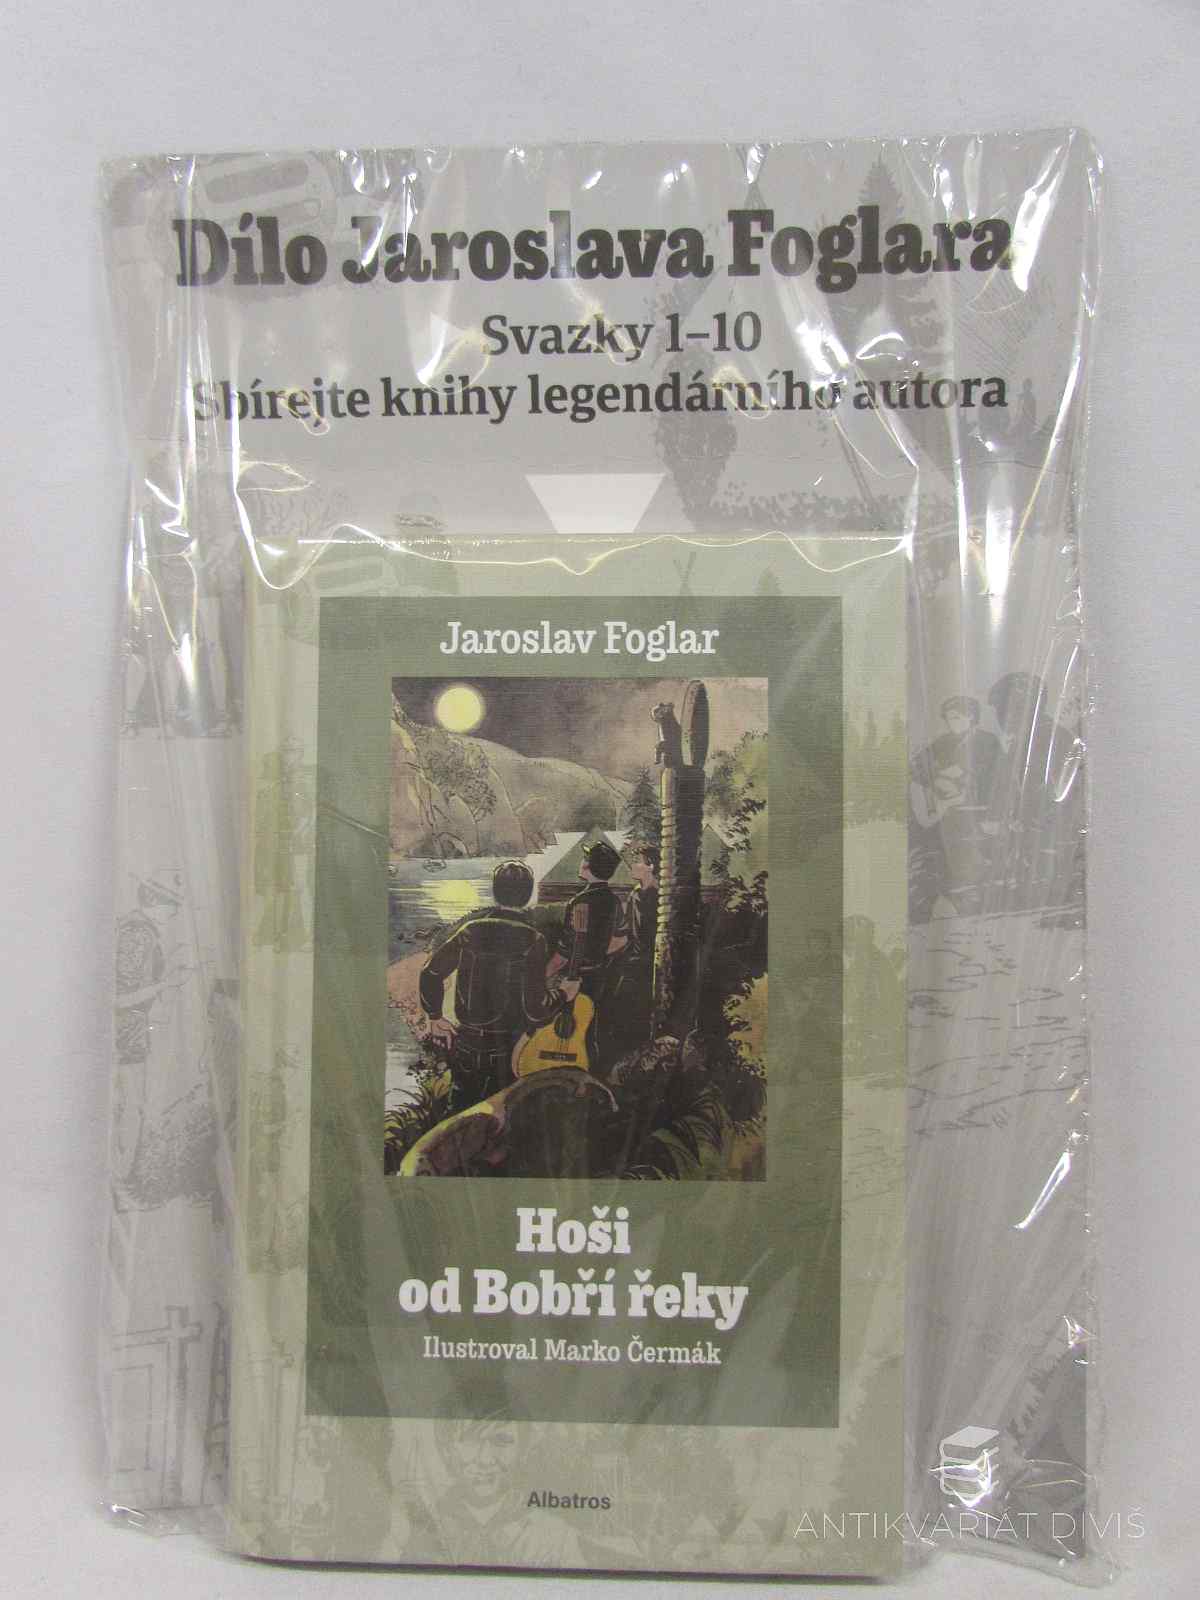 Dílo Jaroslava Foglara
Svazky 1–10
Sbírejte knihy legendárního autora
Jaroslav Foglar
Hoši
od Bobří řeky
Ilustroval Marko Čermák
Albatros
ANTIKVARIÁT DIVIŠ